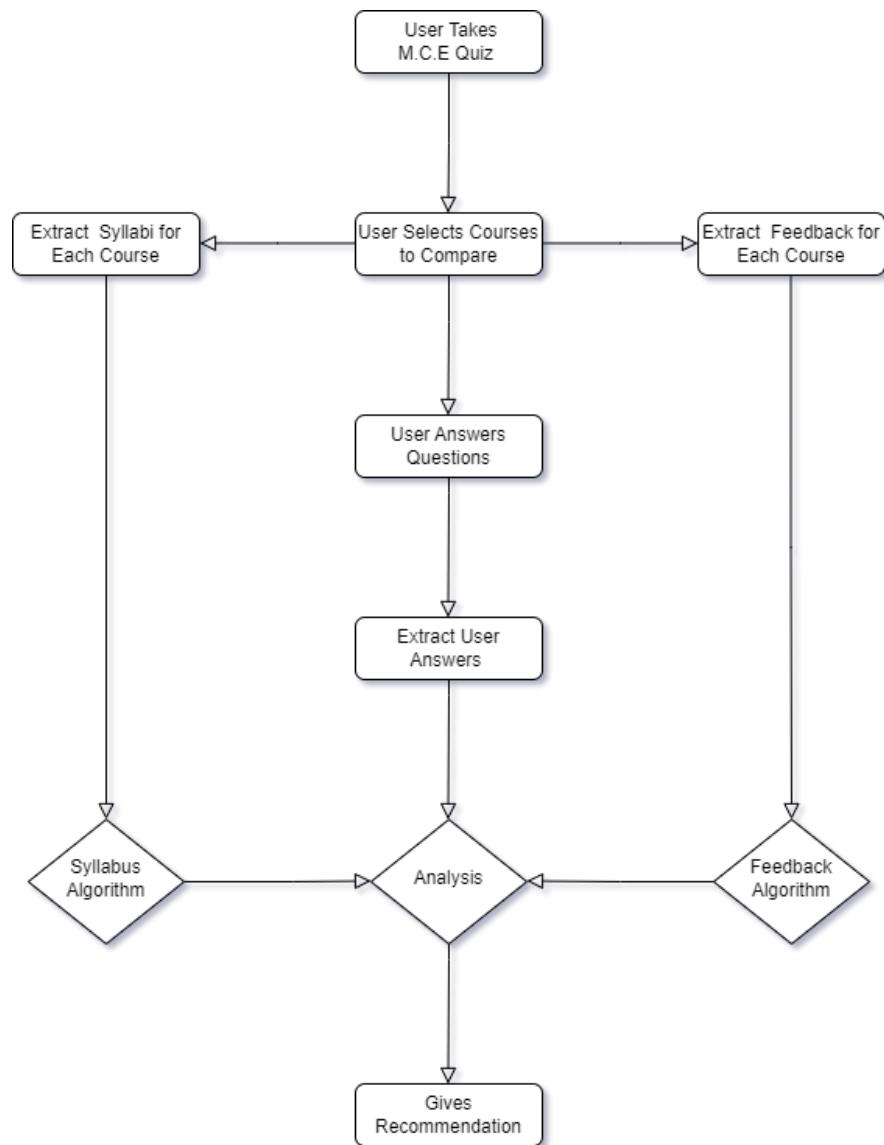 User Takes
M.C.E Quiz
Extract Syllabi for
Each Course
User Selects Courses
to Compare
Extract Feedback for
Each Course
User Answers
Questions
Extract User
Answers
Syllabus
Algorithm
Analysis
Feedback
Algorithm
Gives
Recommendation